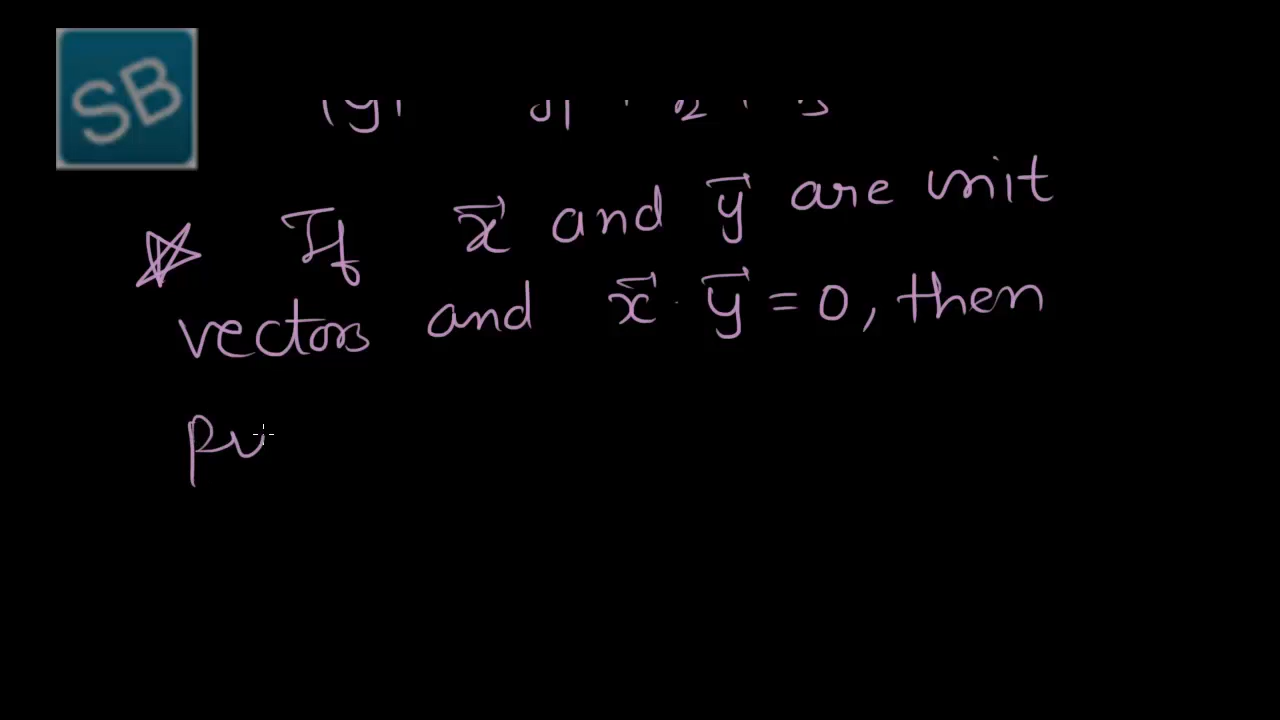 SB
If x⃗ and y⃗ are unit
vectors and x⃗ · y⃗ = 0, then